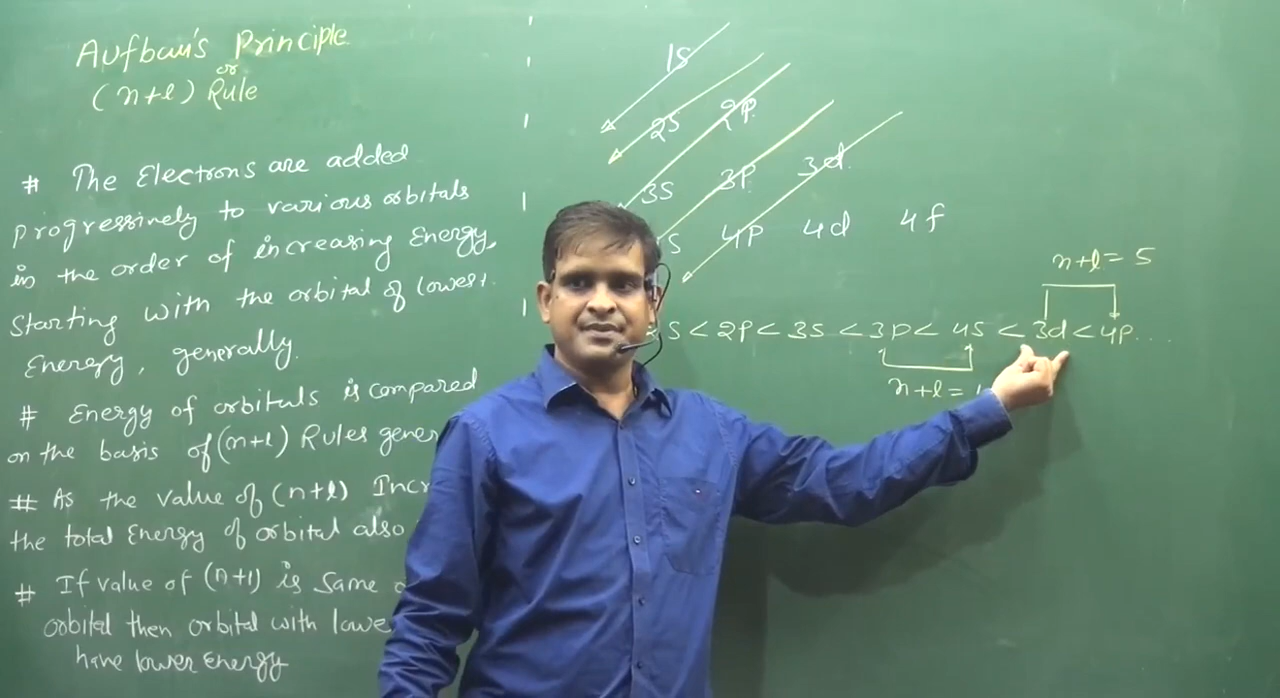 Aufbau's Principle
or
(n+l) Rule
# The Electrons are added
progressively to various orbitals
in the order of increasing Energy,
Starting with the orbital of lowest
Energy, generally.
# Energy of orbitals is compared
on the basis of (n+l) Rules gener
# As the value of (n+l) Incr
the total Energy of orbital also
# If value of (n+l) is same
orbital then orbital with lowe
have lower Energy
1S
2S 2P
3S 3P 3d
S 4P 4d 4f
n+l = 5
S < 2P < 3S < 3P < 4S < 3d < 4P....
n+l =